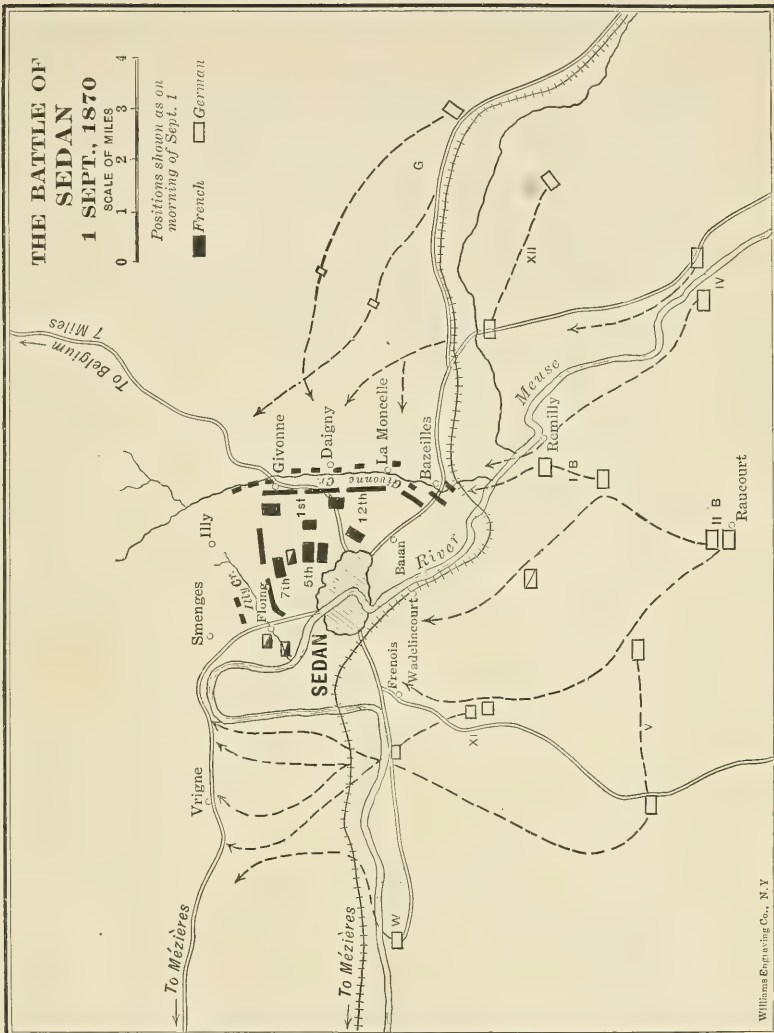 THE BATTLE OF
SEDAN
1 SEPT., 1870
SCALE OF MILES
0 1 2 3 4
Positions shown as on
morning of Sept. 1
French German
To Belgium
7 Miles
G
XII
IV
Givonne
Daigny
La Moncelle
Bazeilles
Givonne Cr.
1st
12th
7th
5th
Illy
Illy Cr.
Floing
Smenges
Balan
River
Meuse
Remilly
I B
II B
Raucourt
SEDAN
Wadelincourt
Frenois
XI
V
Vrigne
W
To Mézières
To Mézières
Williams Engraving Co., N.Y